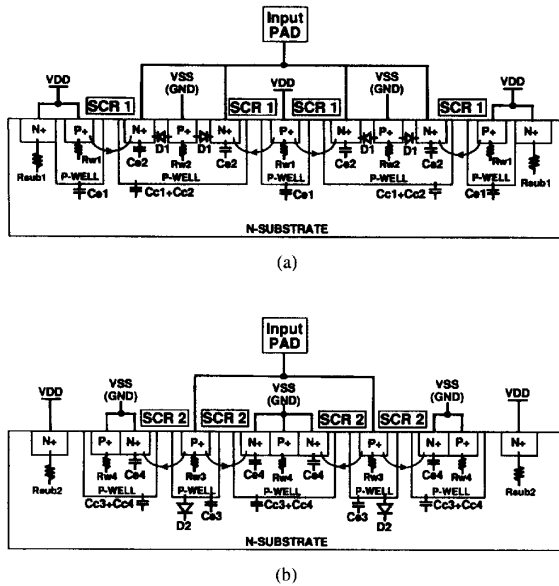 Input
PAD
VDD VSS (GND) VDD VSS (GND) VDD
SCR 1 SCR 1 SCR 1 SCR 1
N+ P+ N+ P+ N+ P+ N+ P+ N+ P+ N+
D1 D1 D1 D1
Rw1 Ce2 Rw2 Ce2 Rw1 Ce2 Rw2 Ce2 Rw1
Rsub1 P-WELL P-WELL P-WELL P-WELL P-WELL Rsub1
Ce1 Cc1+Cc2 Ce1 Cc1+Cc2 Ce1
N-SUBSTRATE
(a)
Input
PAD
VDD VSS (GND) VSS (GND) VSS (GND) VDD
SCR 2 SCR 2 SCR 2 SCR 2
N+ P+ N+ P+ N+ P+ N+ P+ N+ P+ N+
Rw4 Ce4 Rw3 Ce4 Rw4 Ce4 Rw3 Ce4 Rw4
Rsub2 P-WELL P-WELL P-WELL P-WELL P-WELL Rsub2
Cc3+Cc4 Ce3 Cc3+Cc4 Ce3 Cc3+Cc4
D2 D2
N-SUBSTRATE
(b)